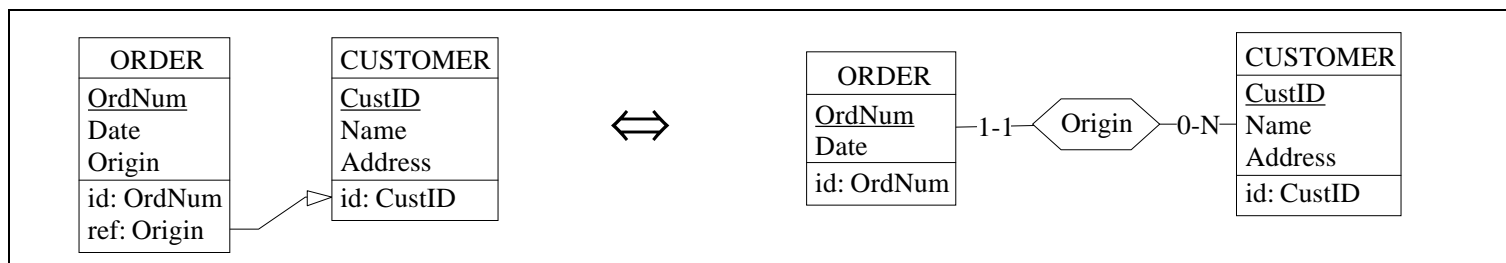 ORDER
OrdNum
Date
Origin
id: OrdNum
ref: Origin
CUSTOMER
CustID
Name
Address
id: CustID
ORDER
OrdNum
Date
id: OrdNum
1-1
Origin
0-N
CUSTOMER
CustID
Name
Address
id: CustID